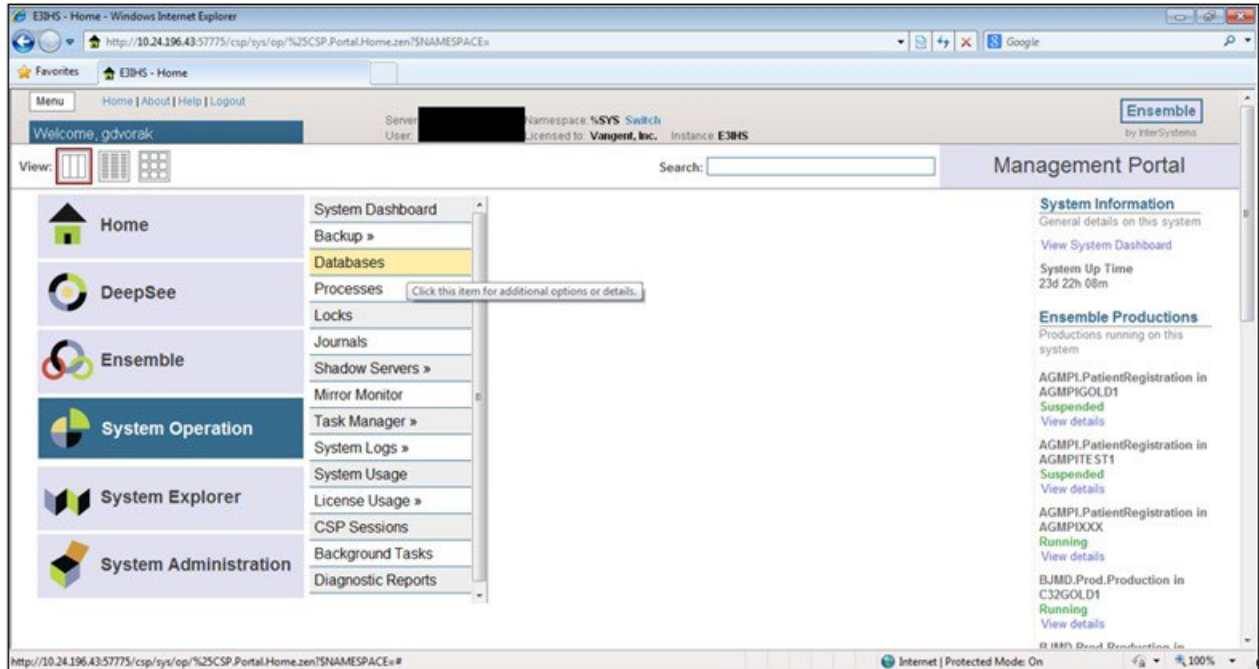 E3IHS - Home - Windows Internet Explorer
http://10.24.196.43:57775/csp/sys/op/%25CSP.Portal.Home.zen?$NAMESPACE=
Google
Favorites
E3IHS - Home
Menu
Home | About | Help | Logout
Server
Namespace: %SYS Switch
Ensemble
Welcome, gdvorak
User:
Licensed to: Vangent, Inc. Instance: E3IHS
by InterSystems
View:
Search:
Management Portal
Home
DeepSee
Ensemble
System Operation
System Explorer
System Administration
System Dashboard
Backup »
Databases
Processes
Click this item for additional options or details.
Locks
Journals
Shadow Servers »
Mirror Monitor
Task Manager »
System Logs »
System Usage
License Usage »
CSP Sessions
Background Tasks
Diagnostic Reports
System Information
General details on this system
View System Dashboard
System Up Time
23d 22h 08m
Ensemble Productions
Productions running on this
system
AGMPI.PatientRegistration in
AGMPIGOLD1
Suspended
View details
AGMPI.PatientRegistration in
AGMPITEST1
Suspended
View details
AGMPI.PatientRegistration in
AGMPIXXX
Running
View details
BJMD.Prod.Production in
C32GOLD1
Running
View details
BJMD.Prod.Production in
http://10.24.196.43:57775/csp/sys/op/%25CSP.Portal.Home.zen?$NAMESPACE=#
Internet | Protected Mode: On
100%